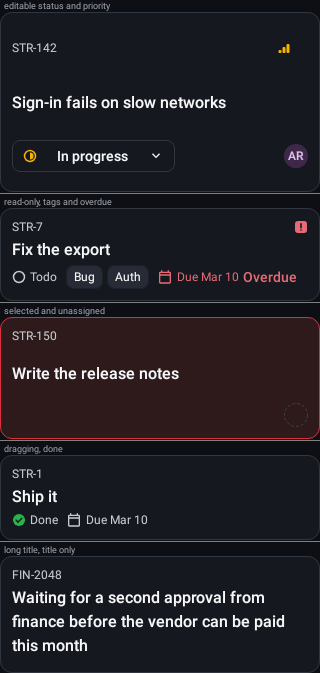 editable status and priority
STR-142
Sign-in fails on slow networks
In progress
AR
read-only, tags and overdue
STR-7
Fix the export
Todo Bug Auth Due Mar 10 Overdue
selected and unassigned
STR-150
Write the release notes
dragging, done
STR-1
Ship it
Done Due Mar 10
long title, title only
FIN-2048
Waiting for a second approval from
finance before the vendor can be paid
this month